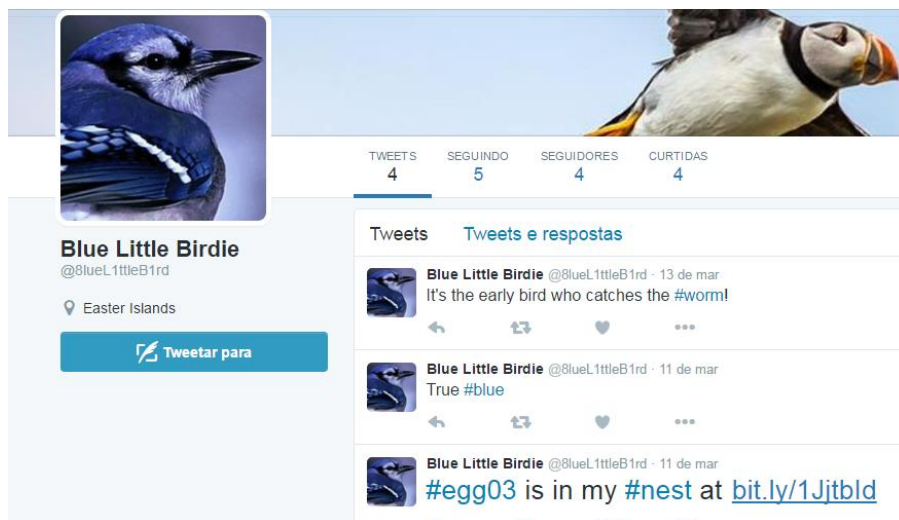 TWEETS SEGUINDO SEGUIDORES CURTIDAS
4 5 4 4
Blue Little Birdie
@8lueL1ttleB1rd
Easter Islands
Tweetar para
Tweets Tweets e respostas
Blue Little Birdie @8lueL1ttleB1rd · 13 de mar
It's the early bird who catches the #worm!
Blue Little Birdie @8lueL1ttleB1rd · 11 de mar
True #blue
Blue Little Birdie @8lueL1ttleB1rd · 11 de mar
#egg03 is in my #nest at bit.ly/1JjtbId